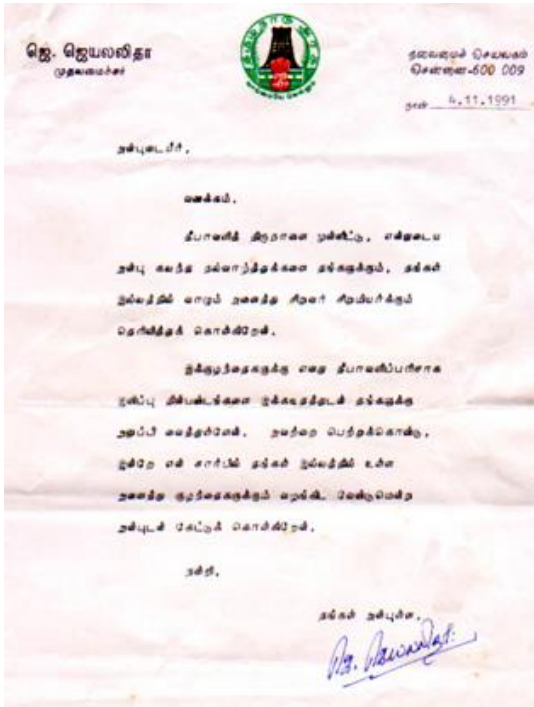 ஜெ. ஜெயலலிதா
முதலமைச்சர்
தலைமைச் செயலகம்
சென்னை-600 009
நாள் 4.11.1991
அன்புடையீர்,
வணக்கம்.
தீபாவளித் திருநாளை முன்னிட்டு, என்னுடைய
அன்பு கலந்த நல்வாழ்த்துக்களை தங்களுக்கும், தங்கள்
இல்லத்தில் வாழும் அனைத்து சிறுவர் சிறுமியர்க்கும்
தெரிவித்துக் கொள்கிறேன்.
இக்குழந்தைகளுக்கு எனது தீபாவளிப்பரிசாக
இனிப்பு தின்பண்டங்களை இக்கடிதத்துடன் தங்களுக்கு
அனுப்பி வைத்துள்ளேன். அவற்றை பெற்றுக்கொண்டு,
இன்றே என் சார்பில் தங்கள் இல்லத்தில் உள்ள
அனைத்து குழந்தைகளுக்கும் வழங்கிட வேண்டுமென்று
அன்புடன் கேட்டுக் கொள்கிறேன்.
நன்றி,
தங்கள் அன்புள்ள,
ஜெ. ஜெயலலிதா